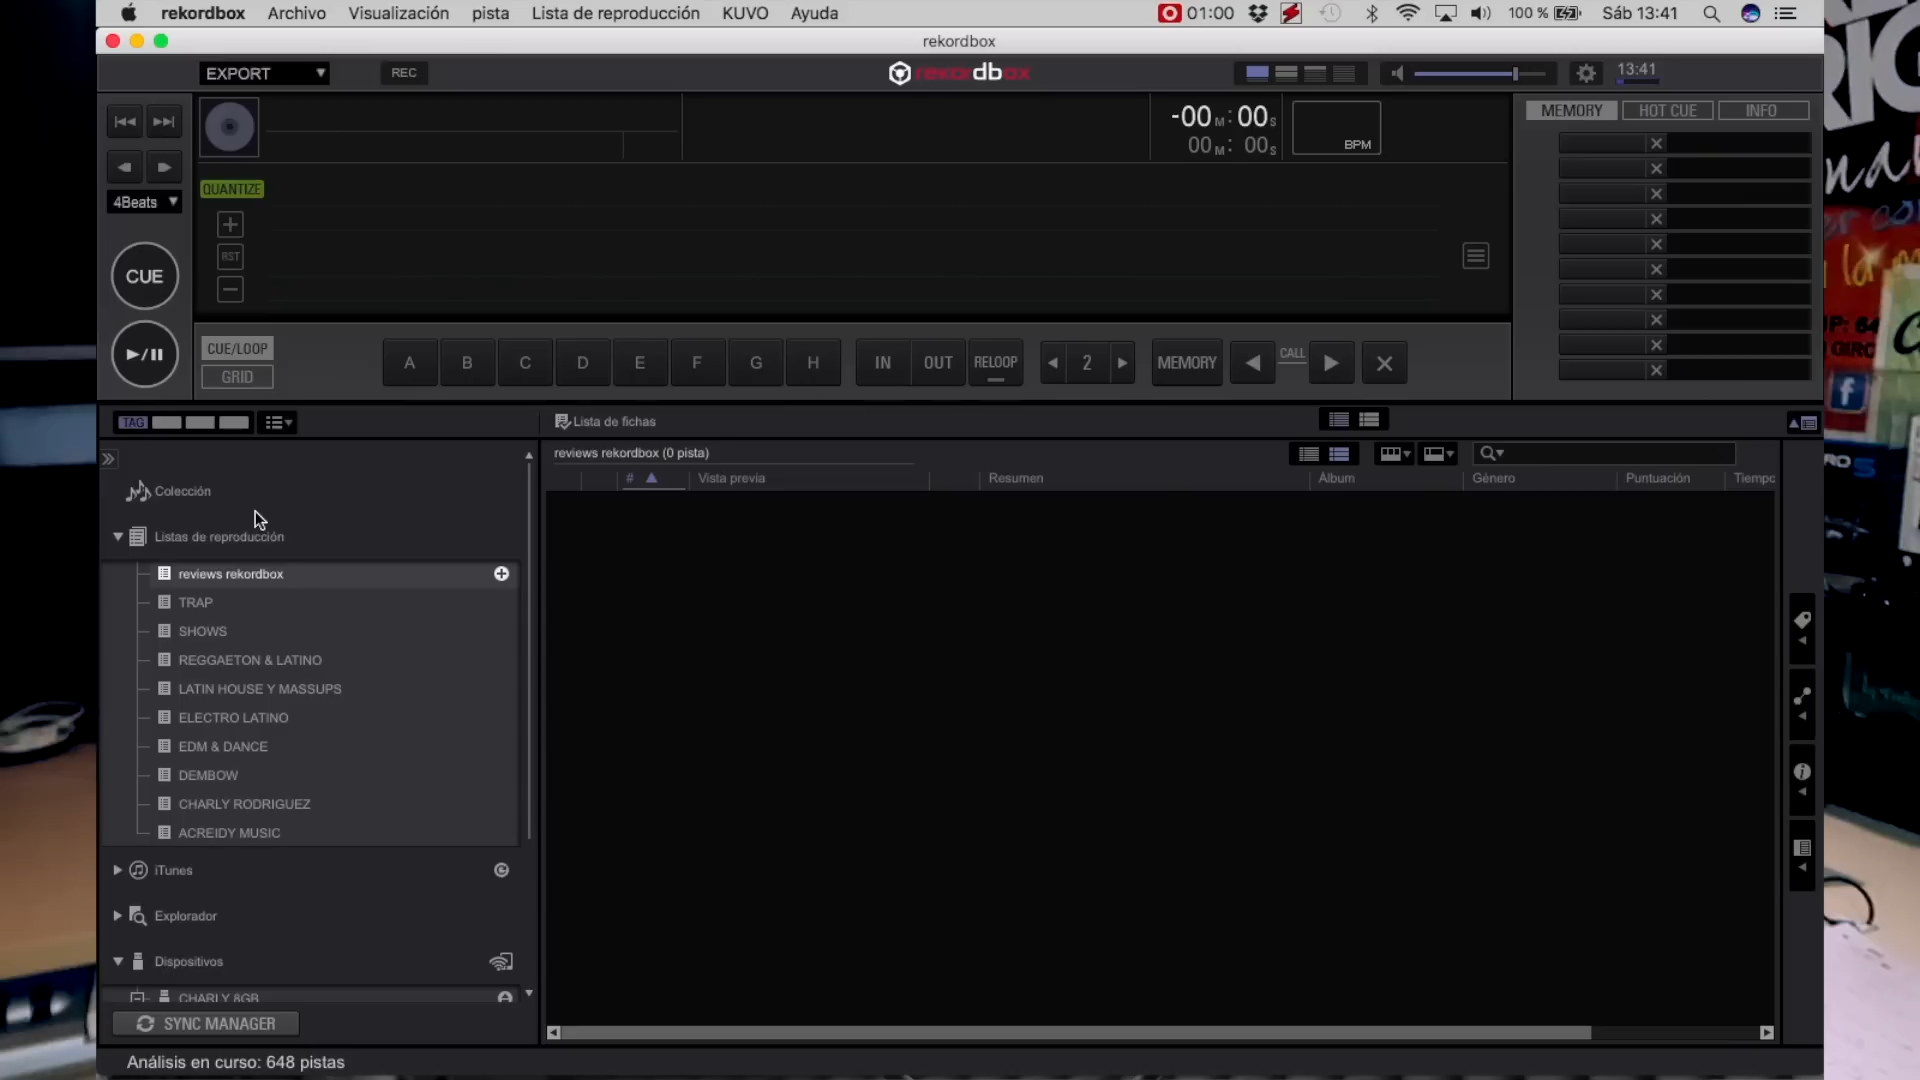 rekordbox Archivo Visualización pista Lista de reproducción KUVO Ayuda 01:00 100 % Sáb 13:41
rekordbox
EXPORT REC rekordbox 13:41
-00M: 00S
00M: 00S
BPM
MEMORY HOT CUE INFO
QUANTIZE
4Beats
RST
CUE
CUE/LOOP
GRID
A B C D E F G H IN OUT RELOOP 2 MEMORY CALL
TAG
Lista de fichas
reviews rekordbox (0 pista)
# Vista previa Resumen Álbum Género Puntuación Tiempo
Colección
Listas de reproducción
reviews rekordbox
TRAP
SHOWS
REGGAETON & LATINO
LATIN HOUSE Y MASSUPS
ELECTRO LATINO
EDM & DANCE
DEMBOW
CHARLY RODRIGUEZ
ACREIDY MUSIC
iTunes
Explorador
Dispositivos
CHARLY 8GB
SYNC MANAGER
Análisis en curso: 648 pistas